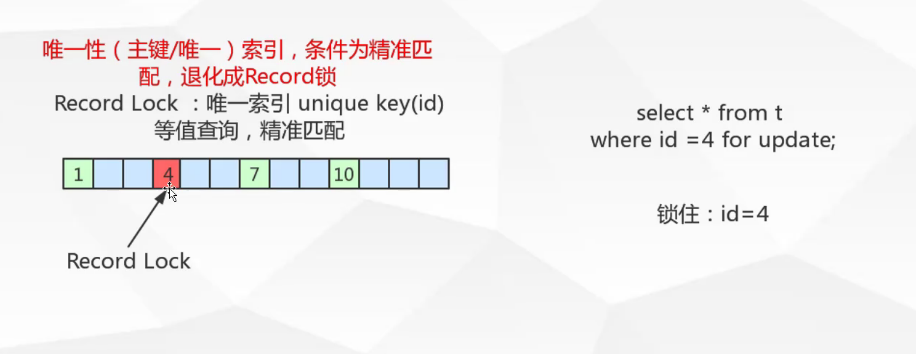 唯一性（主键/唯一）索引，条件为精准匹
配，退化成Record锁
Record Lock ：唯一索引 unique key(id)
等值查询，精准匹配
1 4 7 10
Record Lock
select * from t
where id =4 for update;
锁住：id=4